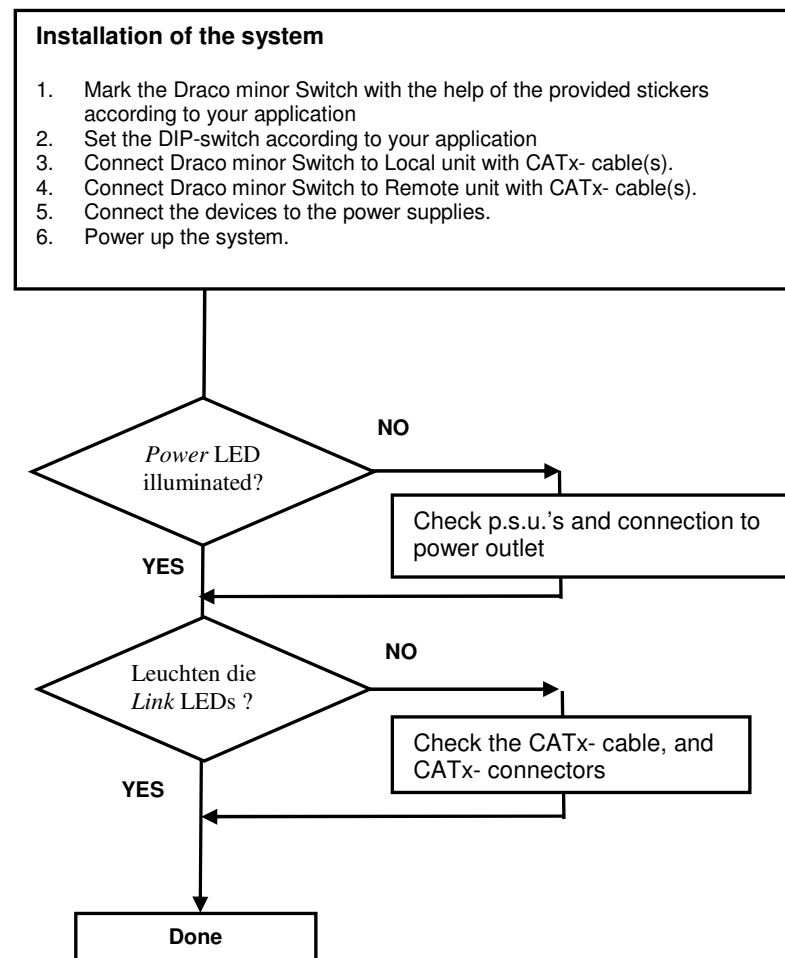 Installation of the system
1. Mark the Draco minor Switch with the help of the provided stickers
according to your application
2. Set the DIP-switch according to your application
3. Connect Draco minor Switch to Local unit with CATx- cable(s).
4. Connect Draco minor Switch to Remote unit with CATx- cable(s).
5. Connect the devices to the power supplies.
6. Power up the system.
NO
Power LED
illuminated?
Check p.s.u.'s and connection to
power outlet
YES
NO
Leuchten die
Link LEDs ?
Check the CATx- cable, and
CATx- connectors
YES
Done